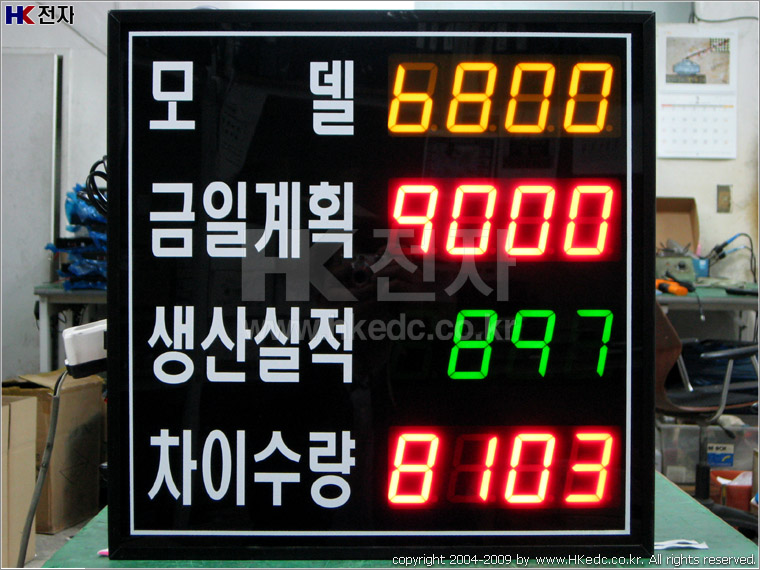 HK전자
모 델 6800
금일계획 9000
HK전자
www.hkedc.co.kr
생산실적 897
차이수량 8103
copyright 2004-2009 by www.HKedc.co.kr. All rights reserved.